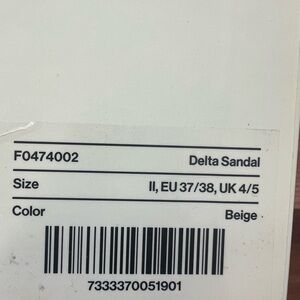 F0474002 Delta Sandal
Size II, EU 37/38, UK 4/5
Color Beige
7333370051901